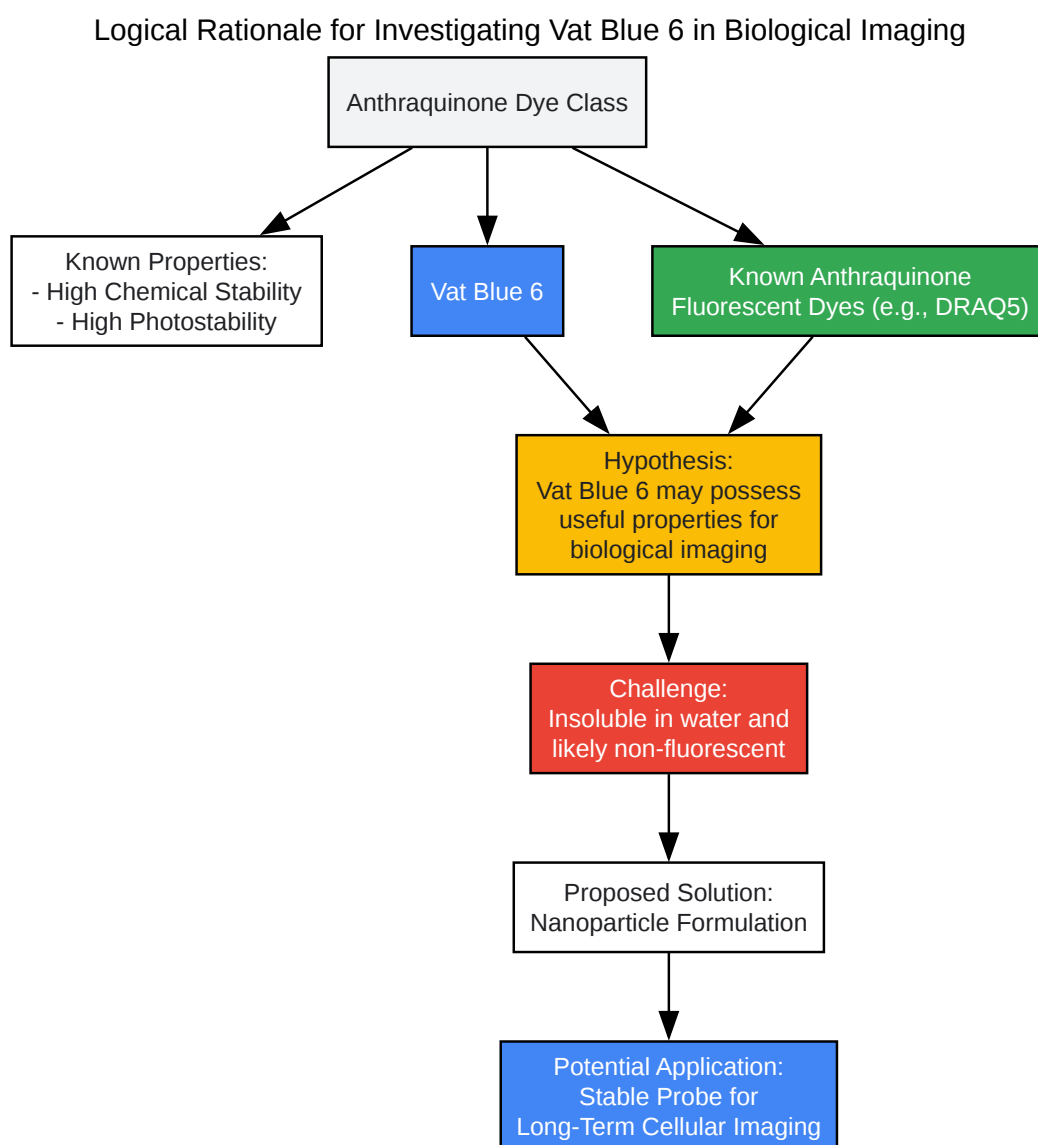 Logical Rationale for Investigating Vat Blue 6 in Biological Imaging
Anthraquinone Dye Class
Known Properties:
- High Chemical Stability
- High Photostability
Vat Blue 6
Known Anthraquinone
Fluorescent Dyes (e.g., DRAQ5)
Hypothesis:
Vat Blue 6 may possess
useful properties for
biological imaging
Challenge:
Insoluble in water and
likely non-fluorescent
Proposed Solution:
Nanoparticle Formulation
Potential Application:
Stable Probe for
Long-Term Cellular Imaging